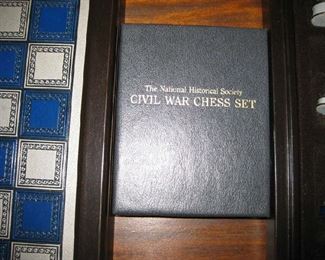 The National Historical Society
CIVIL WAR CHESS SET